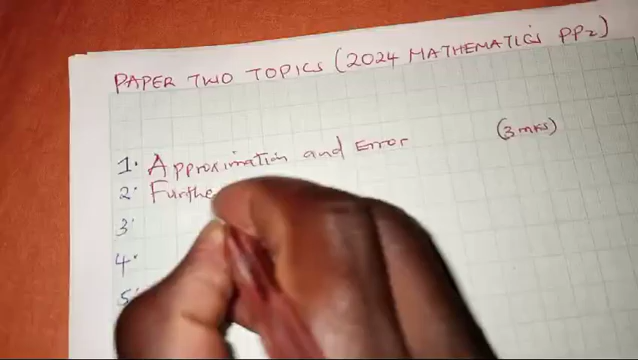 PAPER TWO TOPICS (2024 MATHEMATICS PP2)
1. Approximation and Error (3 mks)
2. Furthe
3.
4.
5.